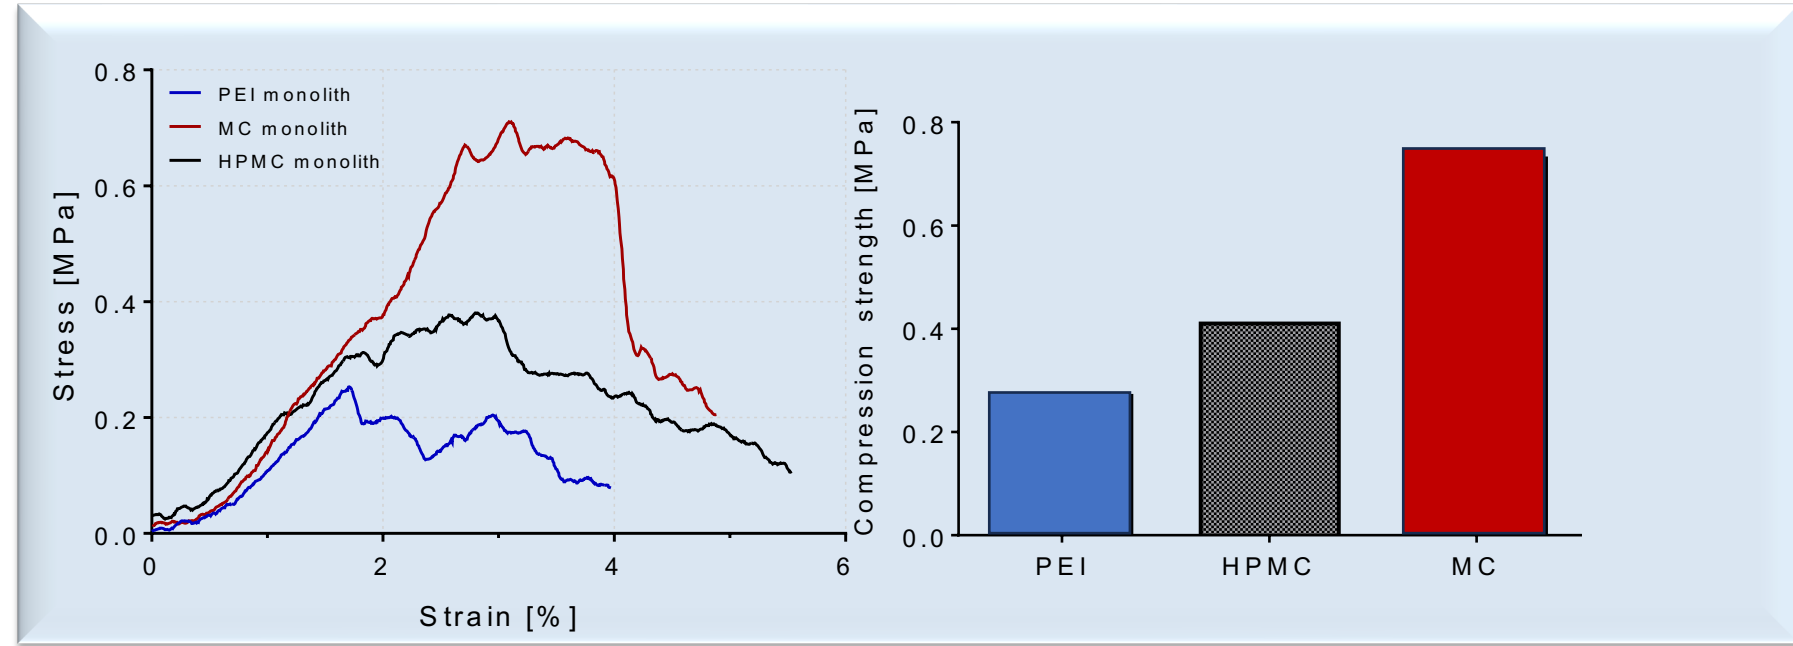 0.8
PEI monolith
MC monolith
HPMC monolith
0.6
0.4
0.2
0.0
Stress [MPa]
0 2 4 6
Strain [%]
Compression strength [MPa]
0.8
0.6
0.4
0.2
0.0
PEI HPMC MC